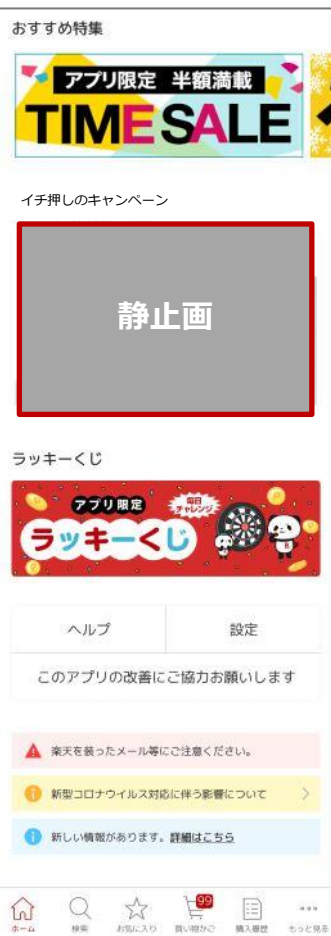 おすすめ特集
アプリ限定 半額満載
TIME SALE
イチ押しのキャンペーン
静止画
ラッキーくじ
アプリ限定
毎日
チャレンジ
ラッキーくじ
ヘルプ
設定
このアプリの改善にご協力お願いします
楽天を装ったメール等にご注意ください。
新型コロナウイルス対応に伴う影響について
新しい情報があります。詳細はこちら
99
ホーム
検索
お気に入り
買い物かご
購入履歴
もっと見る